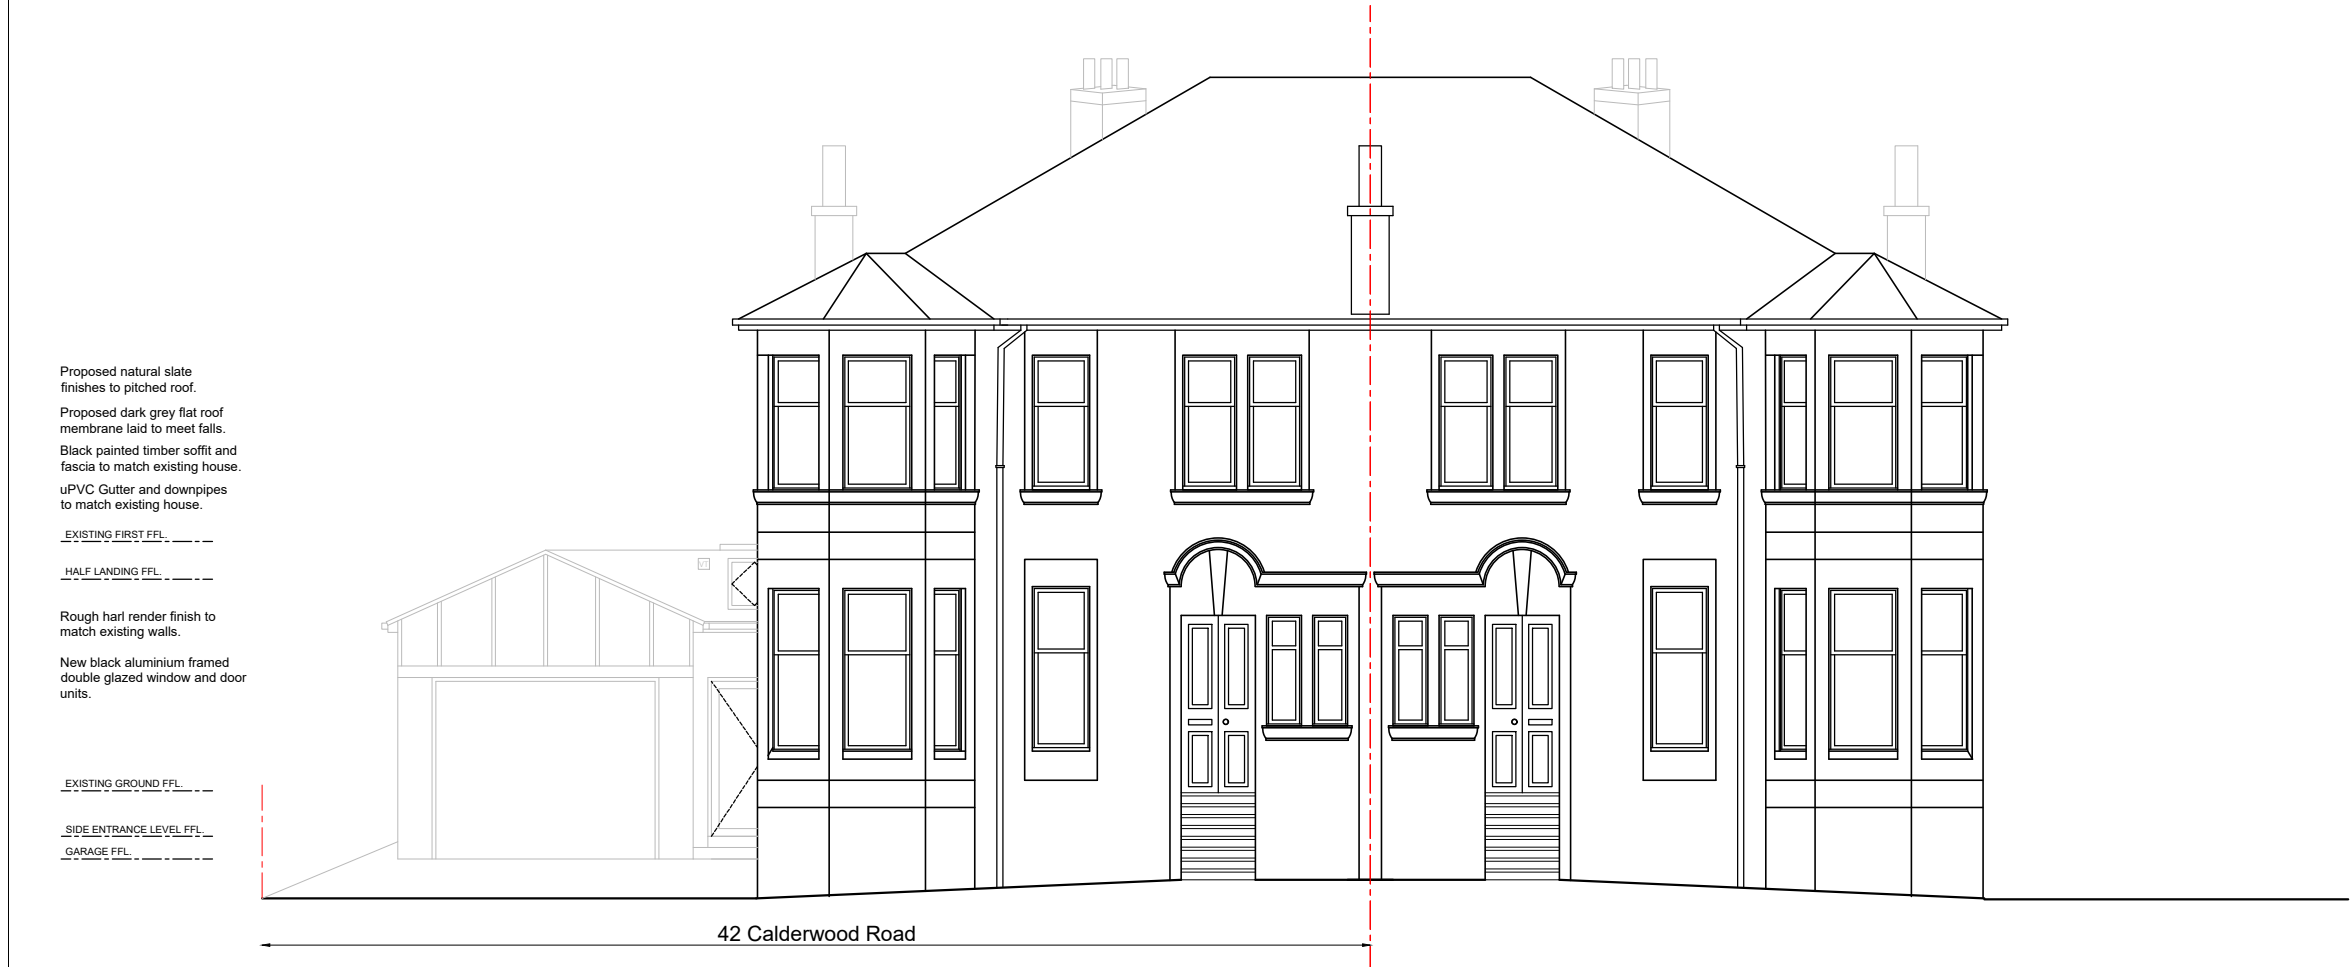 Proposed natural slate
finishes to pitched roof.
Proposed dark grey flat roof
membrane laid to meet falls.
Black painted timber soffit and
fascia to match existing house.
uPVC Gutter and downpipes
to match existing house.
EXISTING FIRST FFL.
VT
HALF LANDING FFL.
Rough harl render finish to
match existing walls.
New black aluminium framed
double glazed window and door
units.
EXISTING GROUND FFL.
SIDE ENTRANCE LEVEL FFL.
GARAGE FFL.
42 Calderwood Road